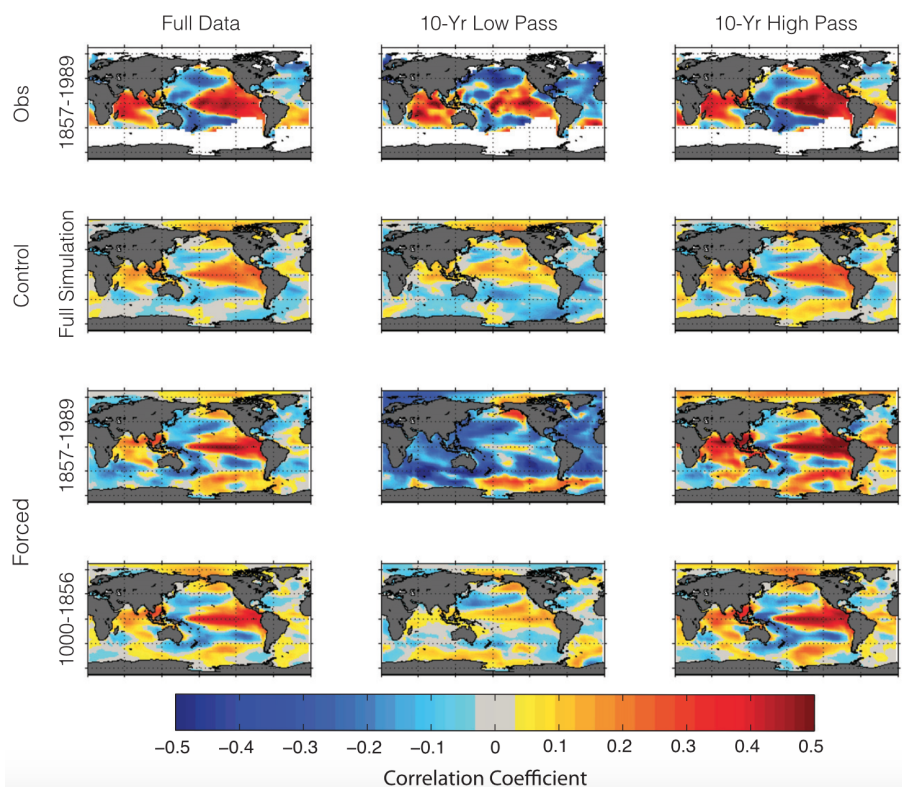 Full Data
10-Yr Low Pass
10-Yr High Pass
Obs
1857-1989
Control
Full Simulation
Forced
1857-1989
1000-1856
−0.5
−0.4
−0.3
−0.2
−0.1
0
0.1
0.2
0.3
0.4
0.5
Correlation Coefficient